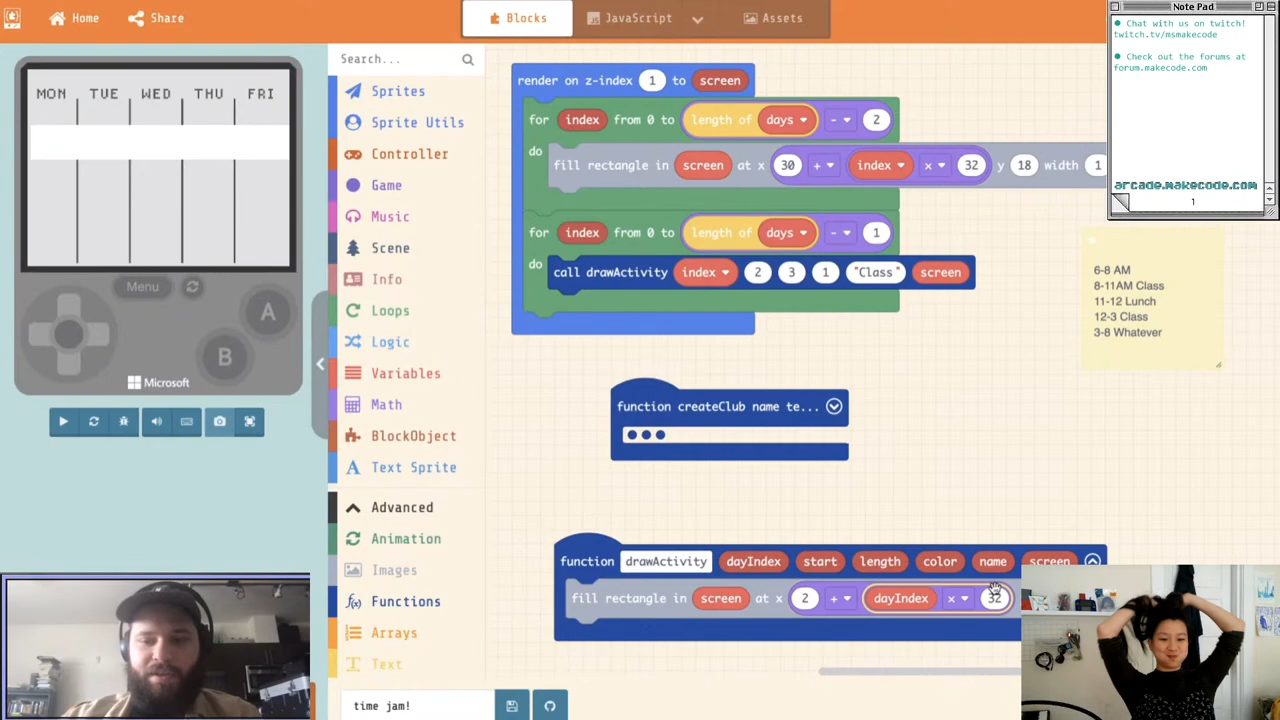 Home
Share
Blocks
JavaScript
Assets
Note Pad
Chat with us on twitch!
twitch.tv/msmakecode
Check out the forums at
forum.makecode.com
arcade.makecode.com
1
MON TUE WED THU FRI
Menu
A
B
Microsoft
Search...
Sprites
Sprite Utils
Controller
Game
Music
Scene
Info
Loops
Logic
Variables
Math
BlockObject
Text Sprite
Advanced
Animation
Images
Functions
Arrays
Text
render on z-index 1 to screen
for index from 0 to length of days - 2
do
fill rectangle in screen at x 30 + index × 32 y 18 width 1
for index from 0 to length of days - 1
do
call drawActivity index 2 3 1 "Class" screen
6-8 AM
8-11AM Class
11-12 Lunch
12-3 Class
3-8 Whatever
function createClub name te...
function drawActivity dayIndex start length color name screen
fill rectangle in screen at x 2 + dayIndex × 32
time jam!